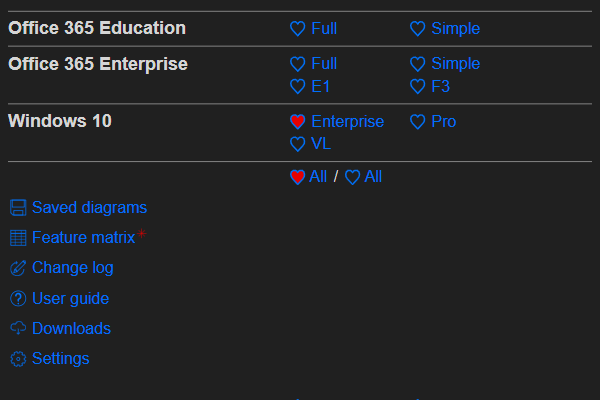 Office 365 Education Full Simple
Office 365 Enterprise Full Simple
E1 F3
Windows 10 Enterprise Pro
VL
All / All
Saved diagrams
Feature matrix*
Change log
User guide
Downloads
Settings